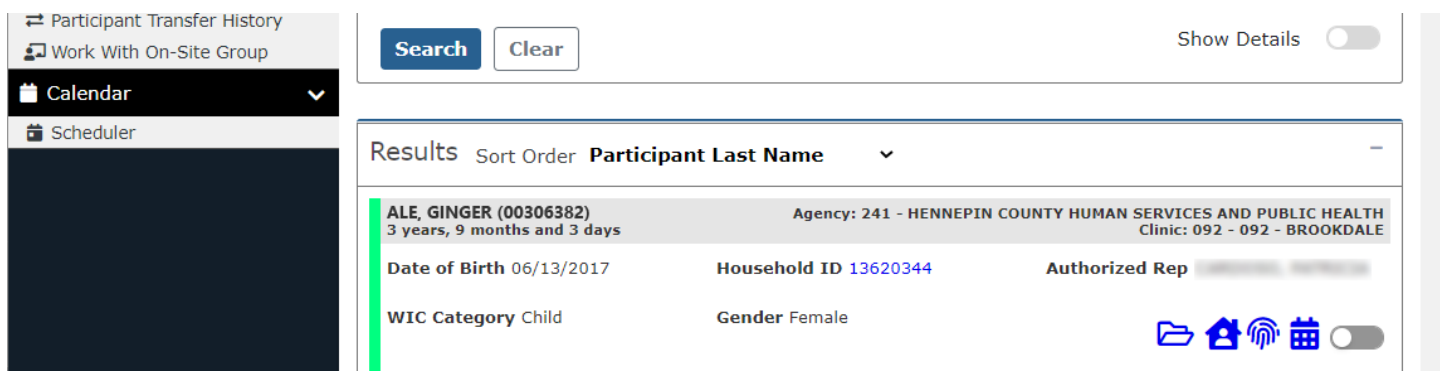 Participant Transfer History
Work With On-Site Group
Calendar
Scheduler
Search Clear Show Details
Results Sort Order Participant Last Name
ALE, GINGER (00306382) Agency: 241 - HENNEPIN COUNTY HUMAN SERVICES AND PUBLIC HEALTH
3 years, 9 months and 3 days Clinic: 092 - 092 - BROOKDALE
Date of Birth 06/13/2017 Household ID 13620344 Authorized Rep
WIC Category Child Gender Female